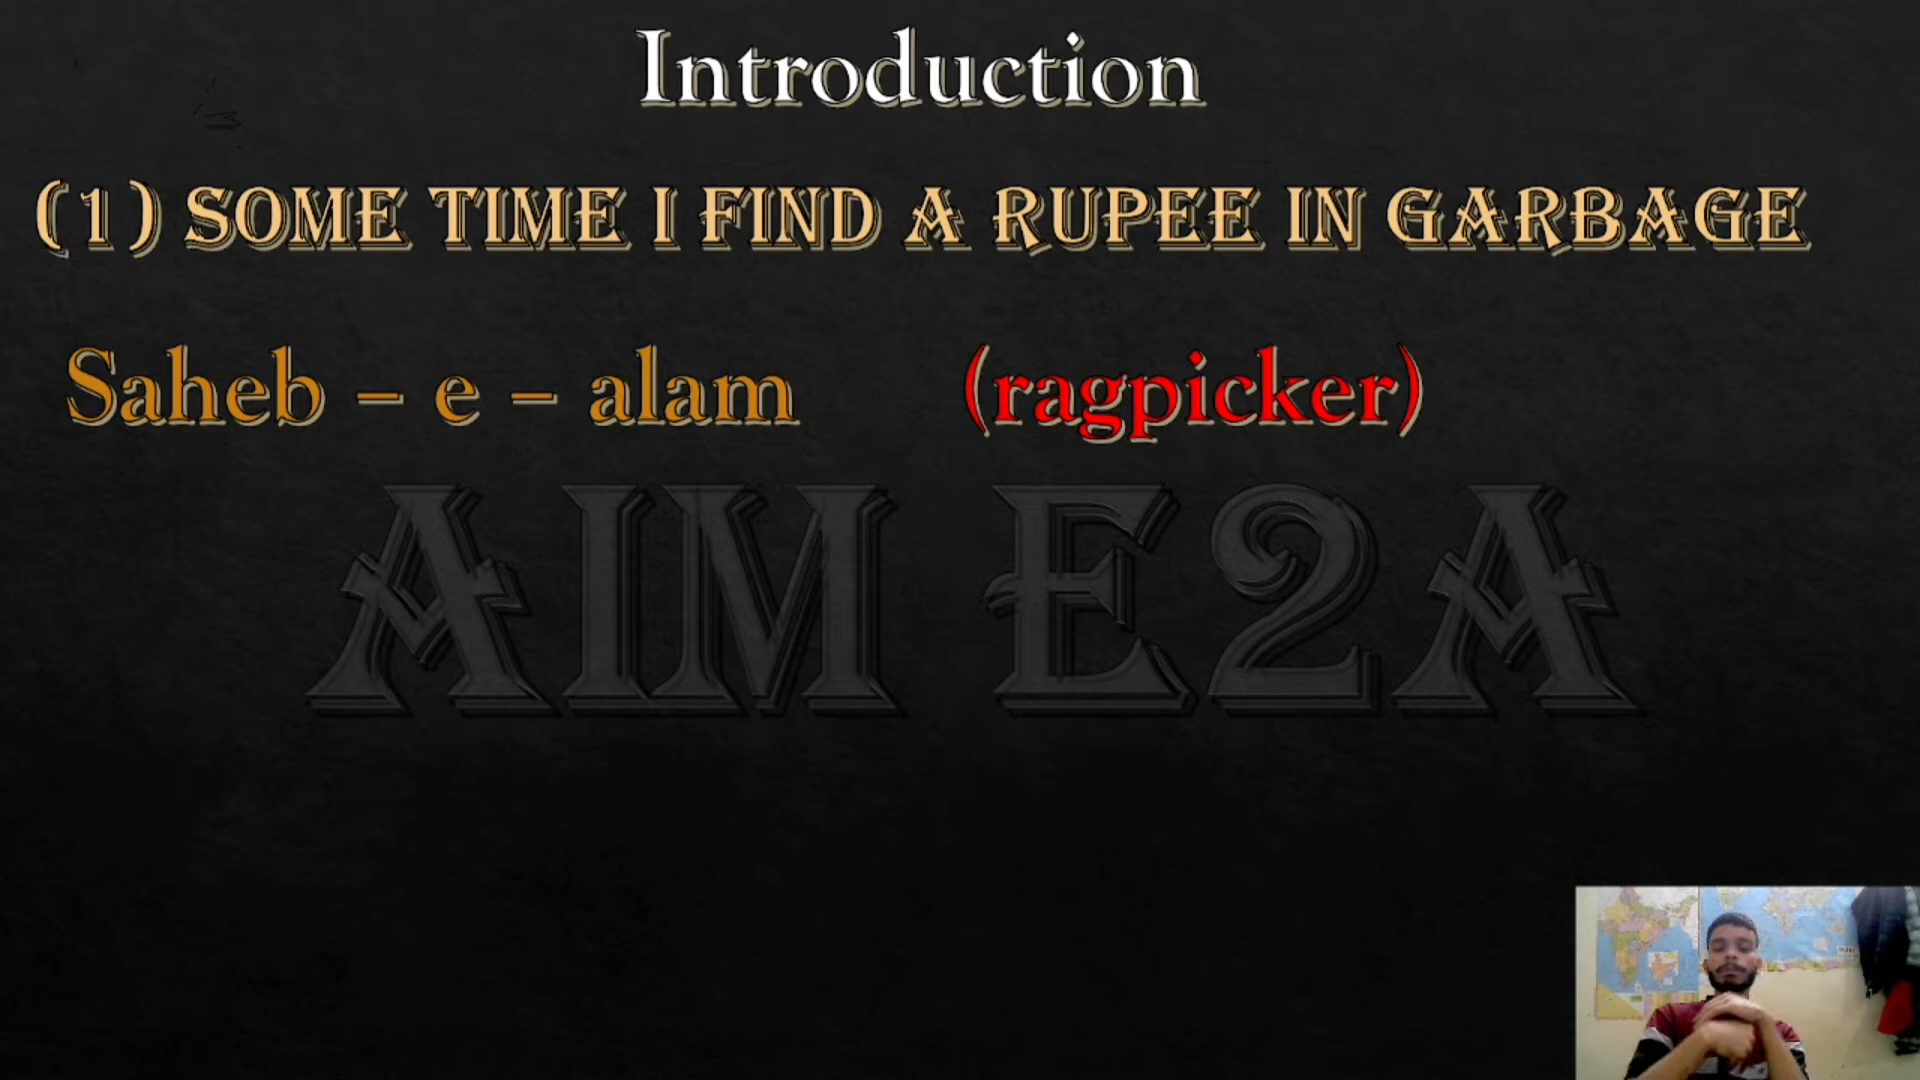 Introduction
(1) SOME TIME I FIND A RUPEE IN GARBAGE
Saheb – e – alam (ragpicker)
AIM E2A